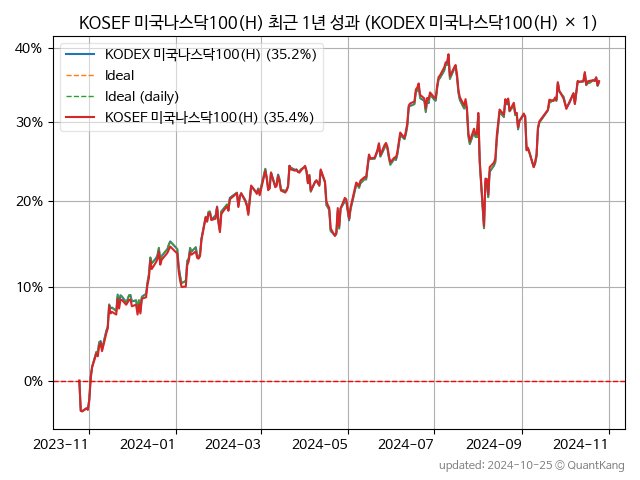 KOSEF 미국나스닥100(H) 최근 1년 성과 (KODEX 미국나스닥100(H) × 1)
40%
30%
20%
10%
0%
KODEX 미국나스닥100(H) (35.2%)
Ideal
Ideal (daily)
KOSEF 미국나스닥100(H) (35.4%)
2023-11 2024-01 2024-03 2024-05 2024-07 2024-09 2024-11
updated: 2024-10-25 © QuantKang